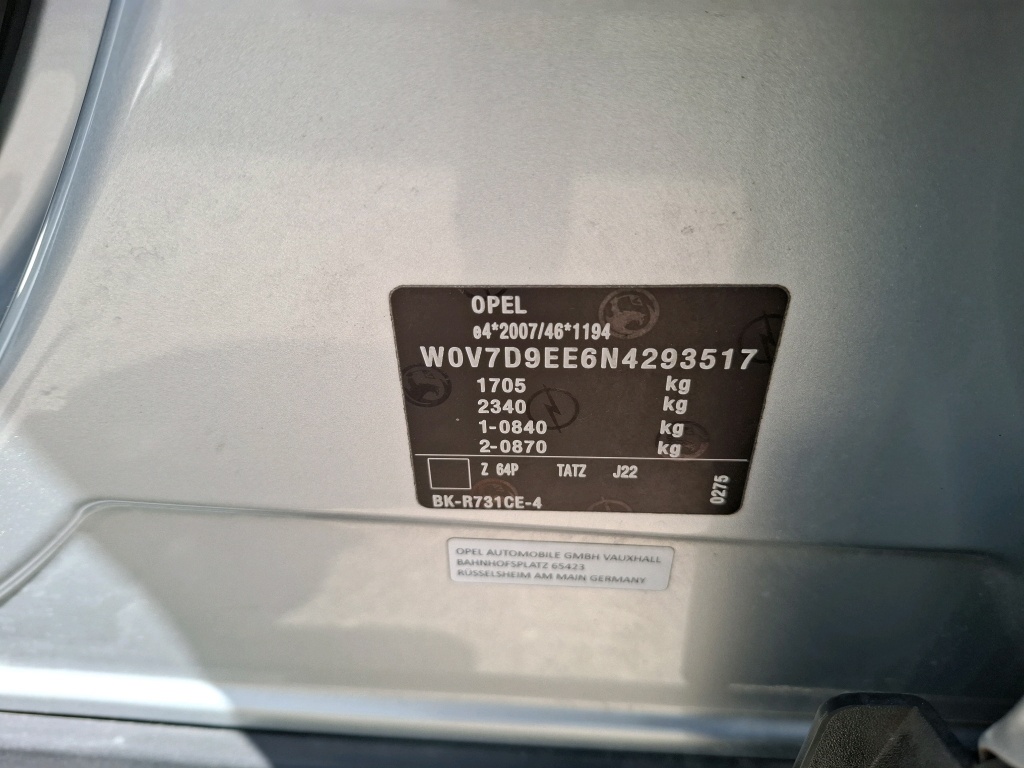 OPEL
e4*2007/46*1194
W0V7D9EE6N4293517
1705 kg
2340 kg
1-0840 kg
2-0870 kg
Z 64P TATZ J22
0275
BK-R731CE-4
OPEL AUTOMOBILE GMBH VAUXHALL
BAHNHOFSPLATZ 65423
RÜSSELSHEIM AM MAIN GERMANY